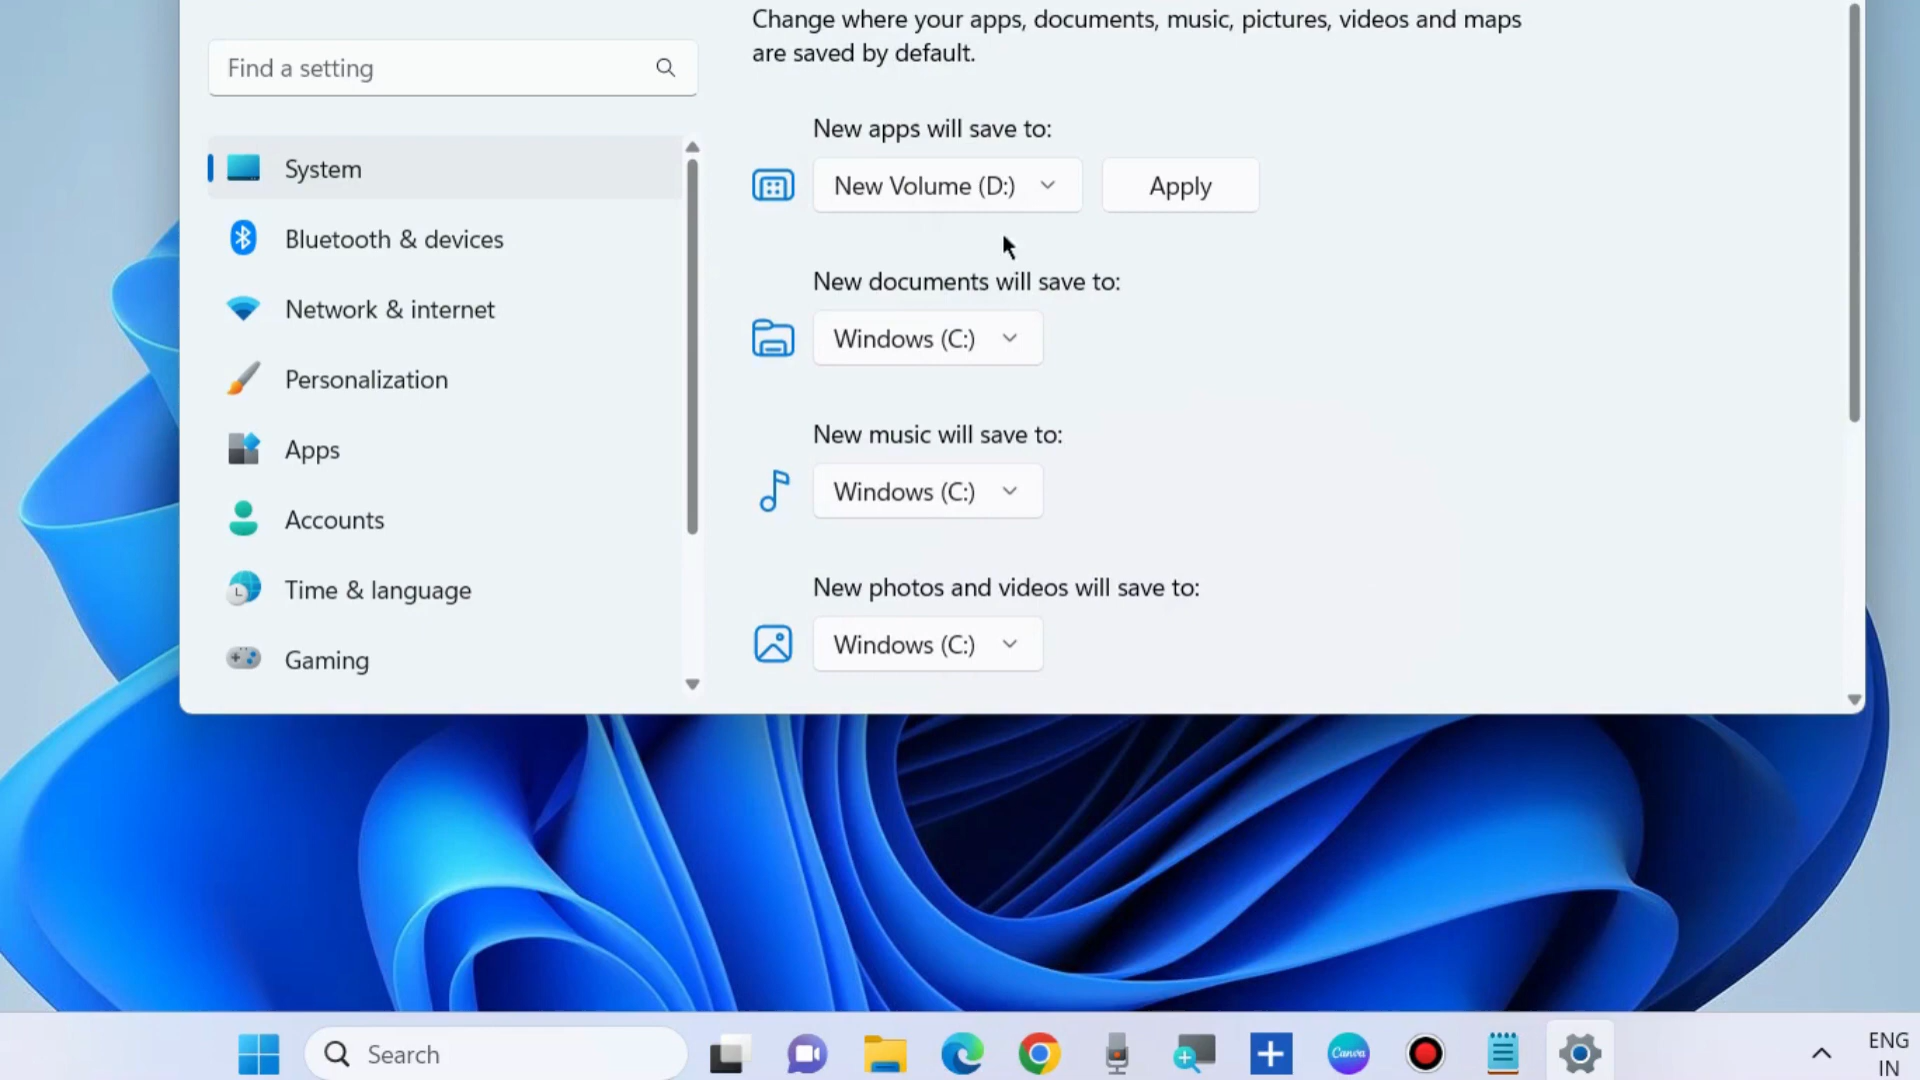 Change where your apps, documents, music, pictures, videos and maps
are saved by default.
Find a setting
System
Bluetooth & devices
Network & internet
Personalization
Apps
Accounts
Time & language
Gaming
New apps will save to:
New Volume (D:)
Apply
New documents will save to:
Windows (C:)
New music will save to:
Windows (C:)
New photos and videos will save to:
Windows (C:)
Search
Canva
ENG
IN